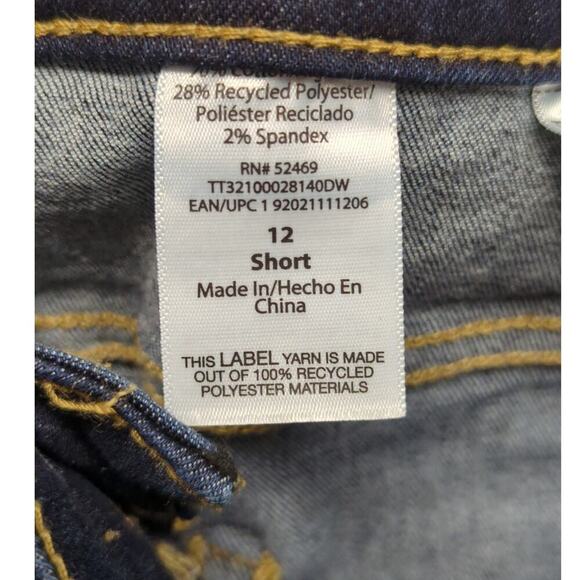 28% Recycled Polyester/
Poliéster Reciclado
2% Spandex
RN# 52469
TT32100028140DW
EAN/UPC 1 92021111206
12
Short
Made In/Hecho En
China
THIS LABEL YARN IS MADE
OUT OF 100% RECYCLED
POLYESTER MATERIALS